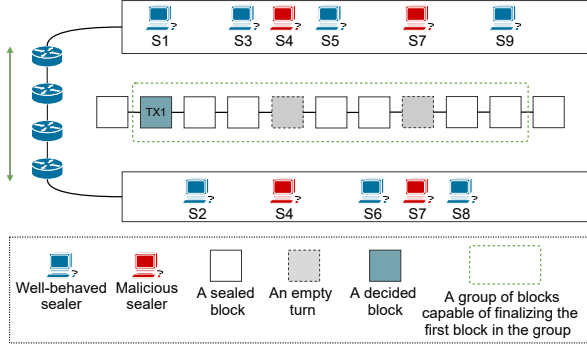 S1 S3 S4 S5 S7 S9
TX1
S2 S4 S6 S7 S8
Well-behaved
sealer
Malicious
sealer
A sealed
block
An empty
turn
A decided
block
A group of blocks
capable of finalizing the
first block in the group